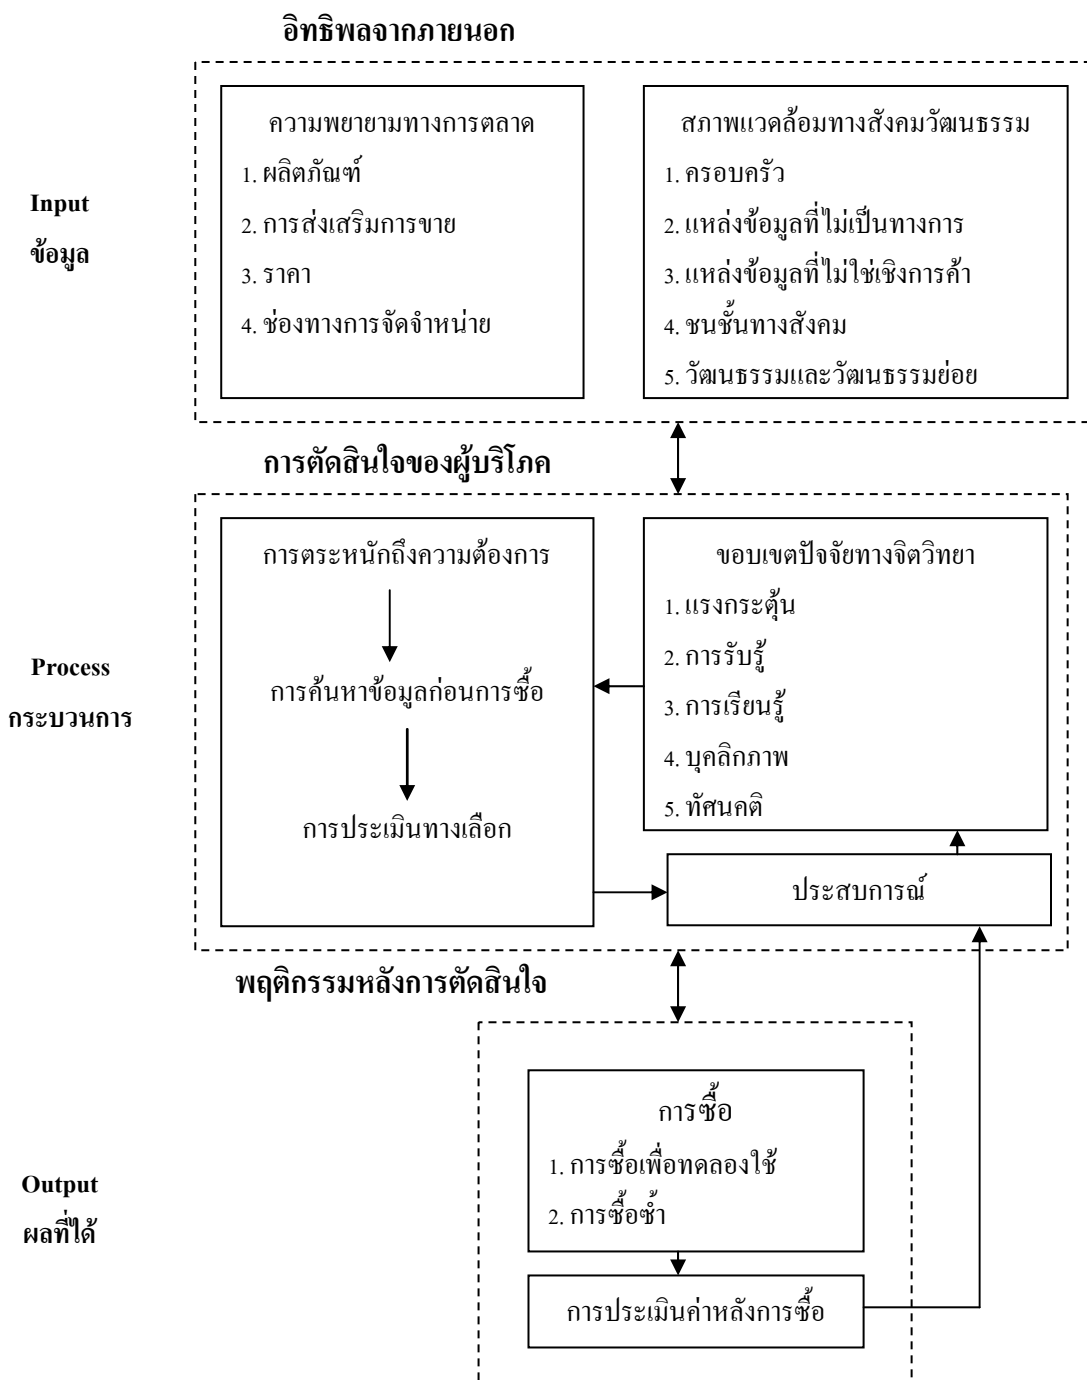 อิทธิพลจากภายนอก
Input
ข้อมูล
ความพยายามทางการตลาด
1. ผลิตภัณฑ์
2. การส่งเสริมการขาย
3. ราคา
4. ช่องทางการจัดจำหน่าย
สภาพแวดล้อมทางสังคมวัฒนธรรม
1. ครอบครัว
2. แหล่งข้อมูลที่ไม่เป็นทางการ
3. แหล่งข้อมูลที่ไม่ใช่เชิงการค้า
4. ชนชั้นทางสังคม
5. วัฒนธรรมและวัฒนธรรมย่อย
การตัดสินใจของผู้บริโภค
Process
กระบวนการ
การตระหนักถึงความต้องการ
การค้นหาข้อมูลก่อนการซื้อ
การประเมินทางเลือก
ขอบเขตปัจจัยทางจิตวิทยา
1. แรงกระตุ้น
2. การรับรู้
3. การเรียนรู้
4. บุคลิกภาพ
5. ทัศนคติ
ประสบการณ์
พฤติกรรมหลังการตัดสินใจ
Output
ผลที่ได้
การซื้อ
1. การซื้อเพื่อทดลองใช้
2. การซื้อซ้ำ
การประเมินค่าหลังการซื้อ